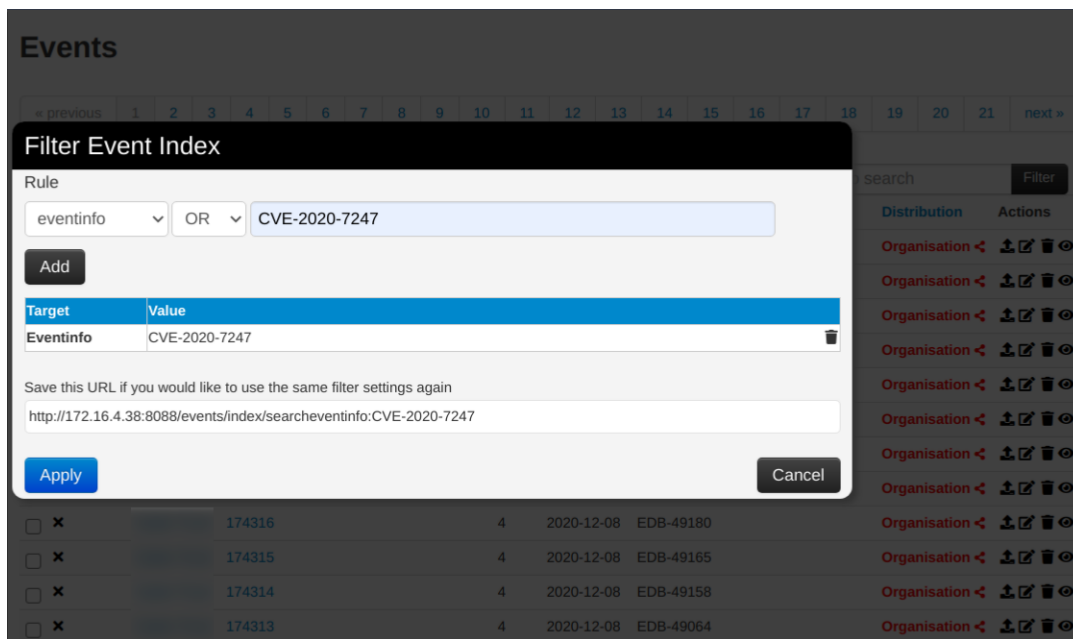 Events
« previous 1 2 3 4 5 6 7 8 9 10 11 12 13 14 15 16 17 18 19 20 21 next »
Filter Event Index
Rule
search Filter
eventinfo OR CVE-2020-7247
Distribution Actions
Organisation
Add
Organisation
Target Value
Organisation
Eventinfo CVE-2020-7247
Organisation
Save this URL if you would like to use the same filter settings again
Organisation
http://172.16.4.38:8088/events/index/searcheventinfo:CVE-2020-7247
Organisation
Apply Cancel
Organisation
Organisation
174316 4 2020-12-08 EDB-49180 Organisation
174315 4 2020-12-08 EDB-49165 Organisation
174314 4 2020-12-08 EDB-49158 Organisation
174313 4 2020-12-08 EDB-49064 Organisation